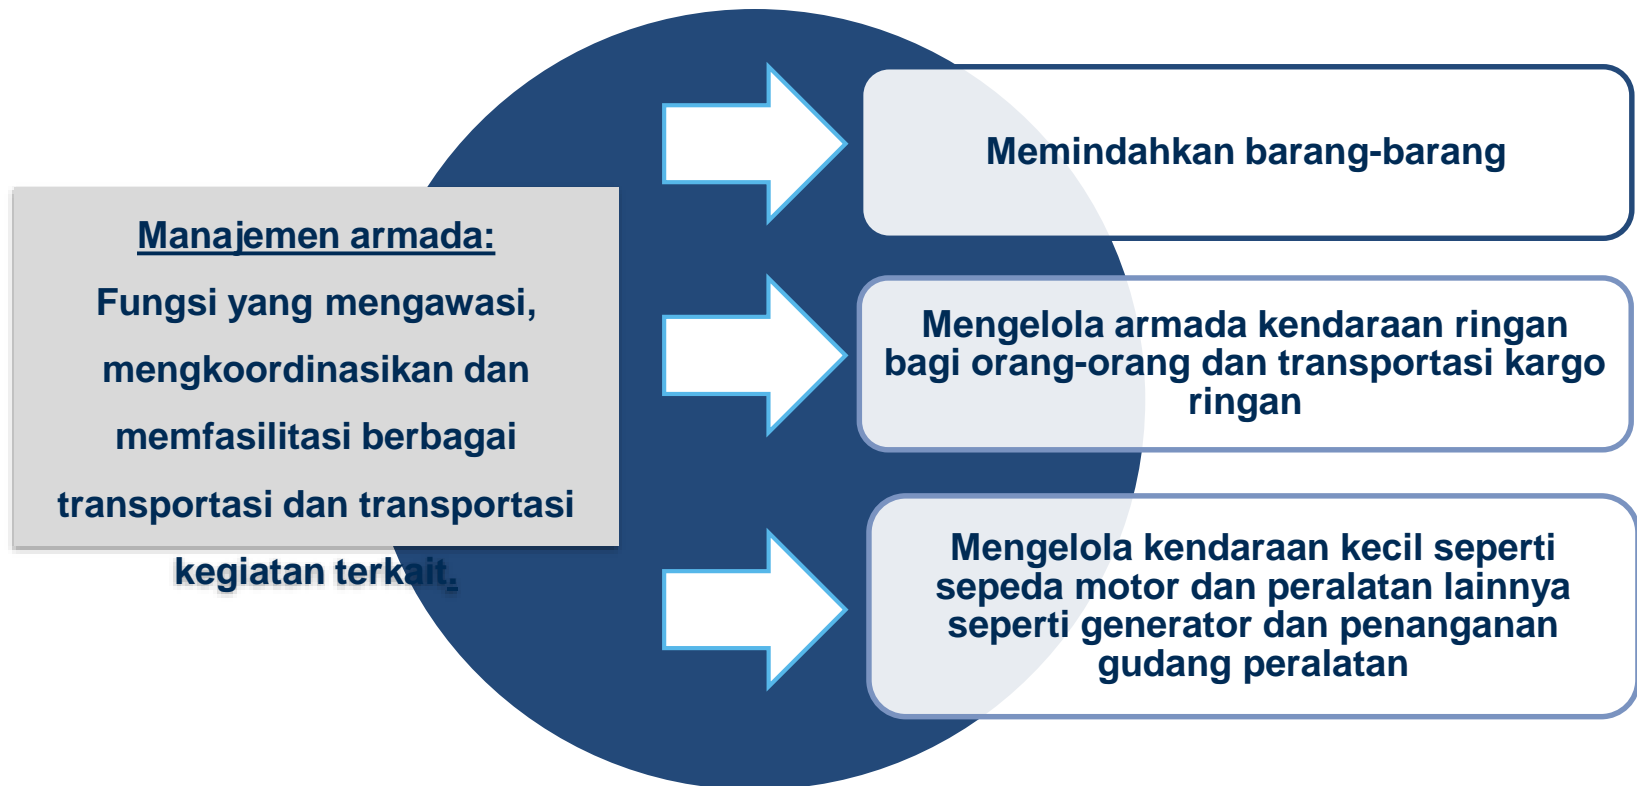 Manajemen armada:
Fungsi yang mengawasi,
mengkoordinasikan dan
memfasilitasi berbagai
transportasi dan transportasi
kegiatan terkait.
Memindahkan barang-barang
Mengelola armada kendaraan ringan
bagi orang-orang dan transportasi kargo
ringan
Mengelola kendaraan kecil seperti
sepeda motor dan peralatan lainnya
seperti generator dan penanganan
gudang peralatan